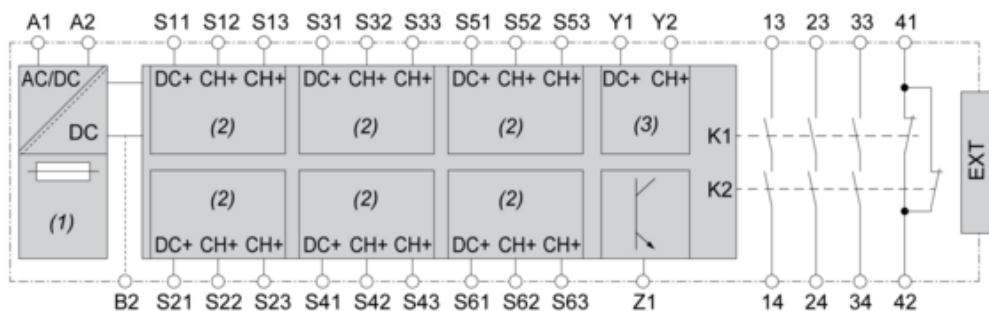 A1 A2 S11 S12 S13 S31 S32 S33 S51 S52 S53 Y1 Y2 13 23 33 41
AC/DC DC+ CH+ CH+ DC+ CH+ CH+ DC+ CH+ CH+ DC+ CH+
DC (2) (2) (2) (3) K1
EXT
(1) (2) (2) (2) K2
DC+ CH+ CH+ DC+ CH+ CH+ DC+ CH+ CH+
B2 S21 S22 S23 S41 S42 S43 S61 S62 S63 Z1 14 24 34 42